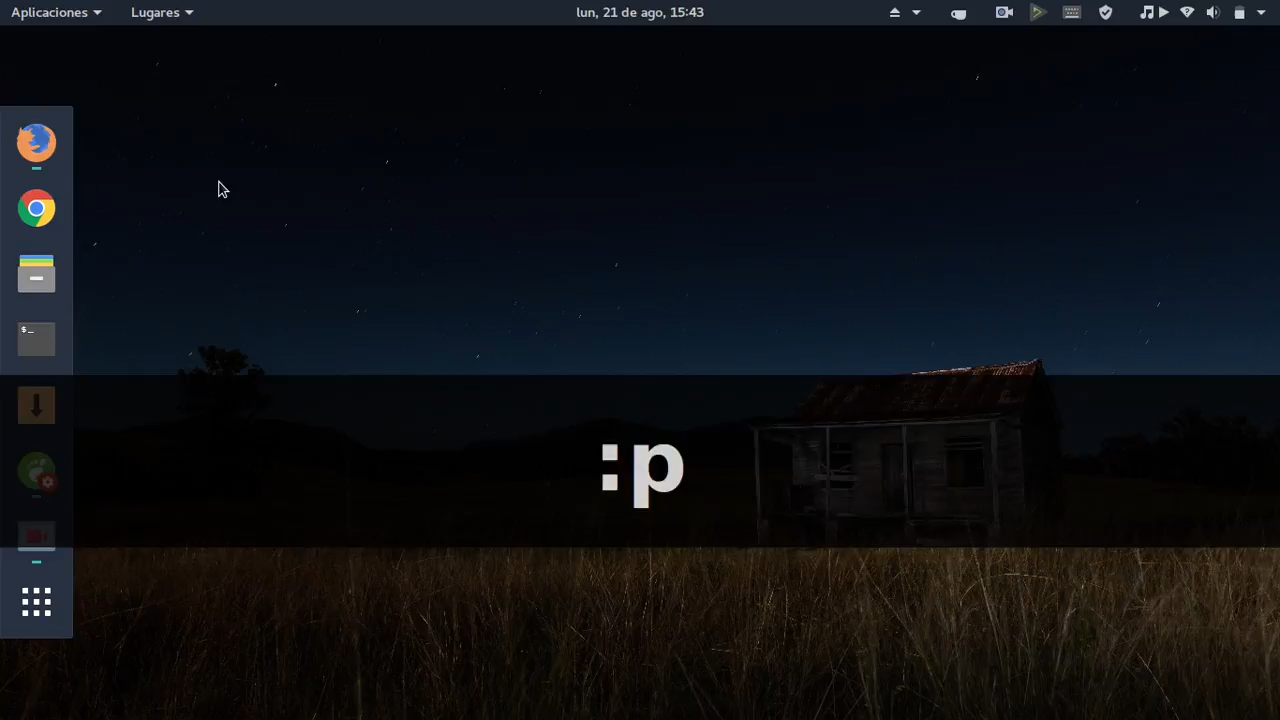 Aplicaciones Lugares lun, 21 de ago, 15:43
$_
:p